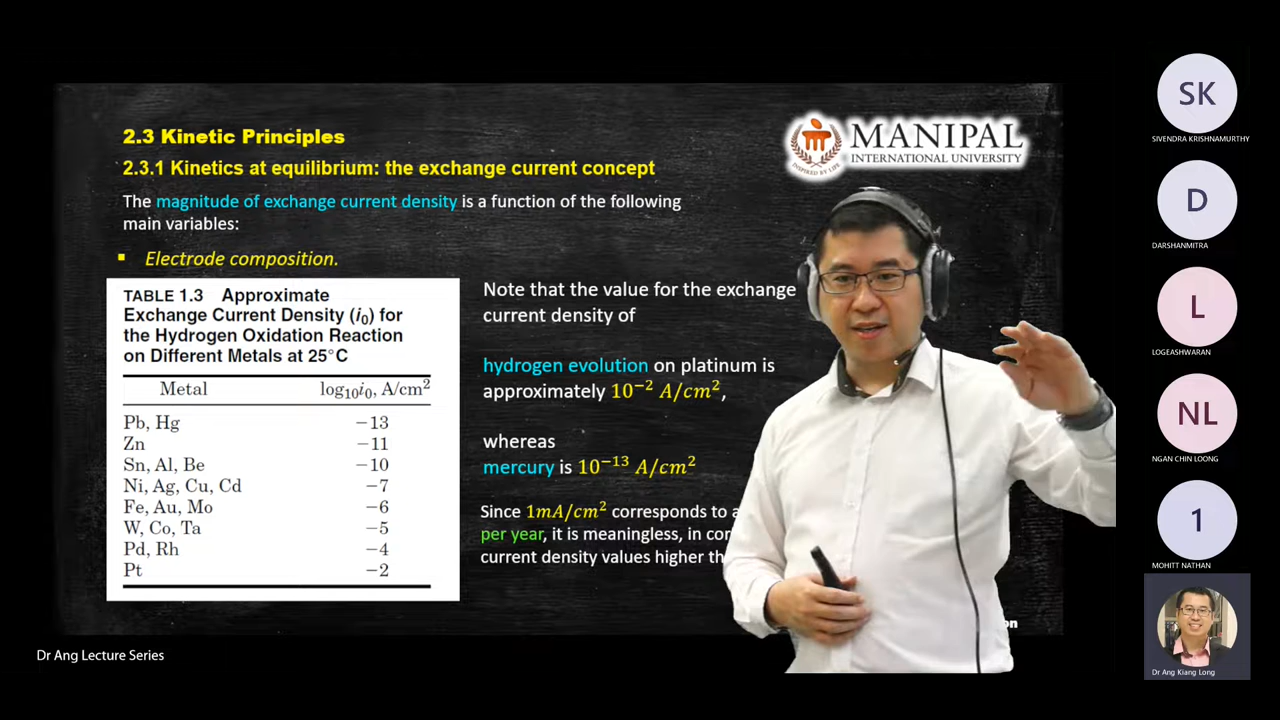 2.3 Kinetic Principles
2.3.1 Kinetics at equilibrium: the exchange current concept
The magnitude of exchange current density is a function of the following
main variables:
▪ Electrode composition.
TABLE 1.3 Approximate
Exchange Current Density (i₀) for
the Hydrogen Oxidation Reaction
on Different Metals at 25°C
Metal log₁₀i₀, A/cm²
Pb, Hg −13
Zn −11
Sn, Al, Be −10
Ni, Ag, Cu, Cd −7
Fe, Au, Mo −6
W, Co, Ta −5
Pd, Rh −4
Pt −2
Note that the value for the exchange
current density of
hydrogen evolution on platinum is
approximately 10⁻² A/cm²,
whereas
mercury is 10⁻¹³ A/cm²
Since 1mA/cm² corresponds to
per year, it is meaningless, in
current density values higher
MANIPAL
INTERNATIONAL UNIVERSITY
INSPIRED BY LIFE
Dr Ang Lecture Series
SK
SIVENDRA KRISHNAMURTHY
D
DARSHANMITRA
L
LOGEASHWARAN
NL
NGAN CHIN LOONG
1
MOHITT NATHAN
Dr Ang Kiang Long